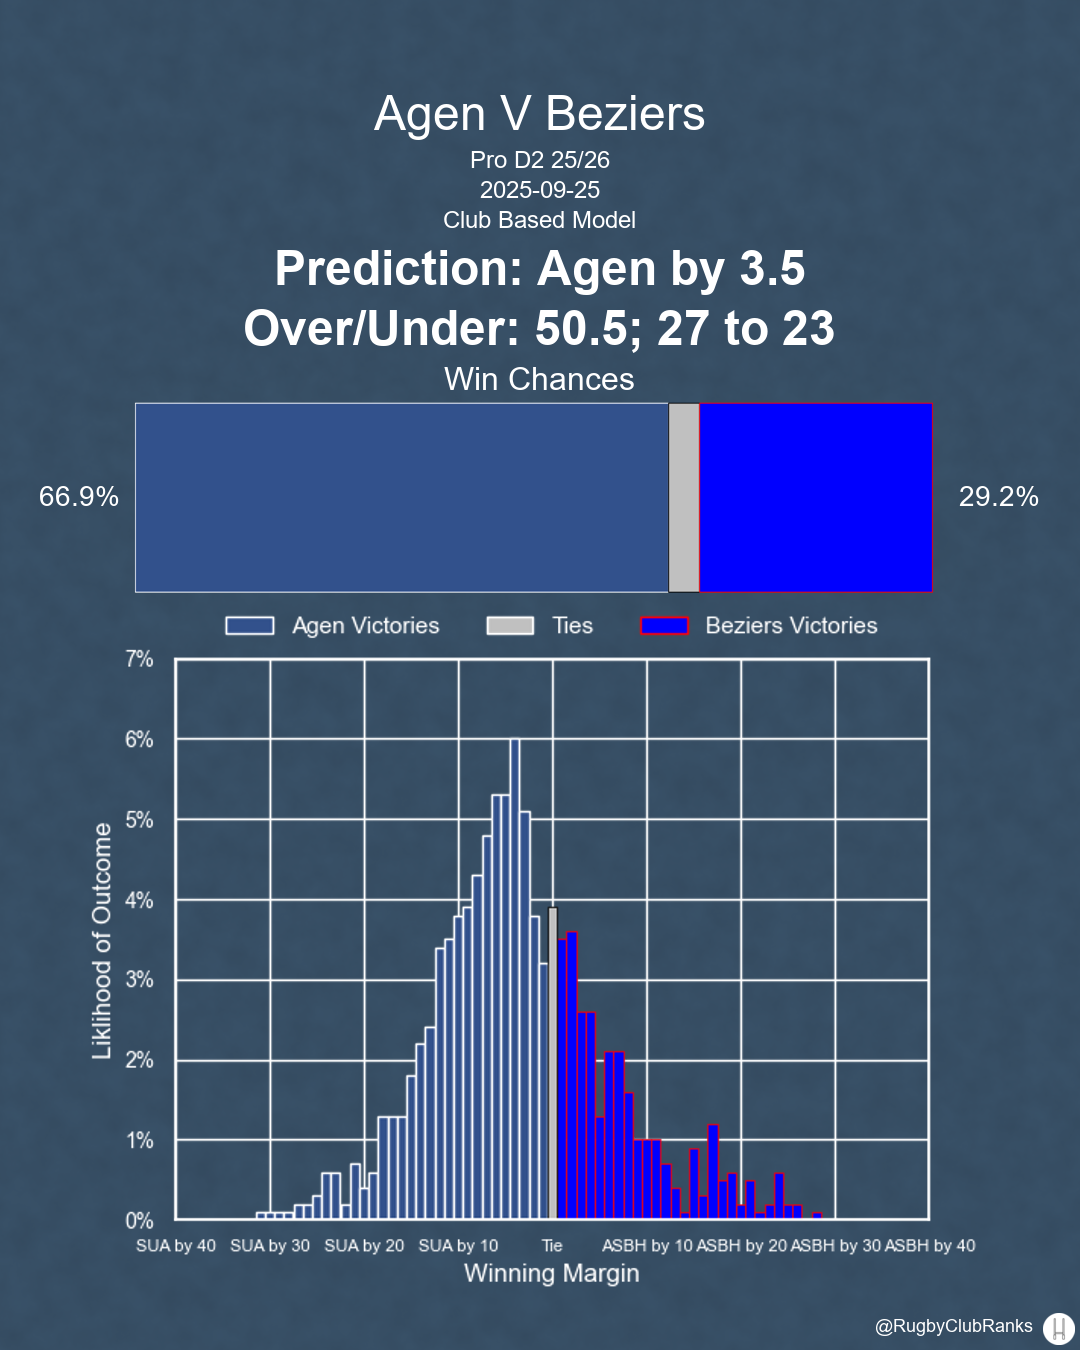 Agen V Beziers
Pro D2 25/26
2025-09-25
Club Based Model
Prediction: Agen by 3.5
Over/Under: 50.5; 27 to 23
Win Chances
66.9%
29.2%
Agen Victories Ties Beziers Victories
7%
6%
5%
4%
3%
2%
1%
0%
Liklihood of Outcome
SUA by 40 SUA by 30 SUA by 20 SUA by 10 Tie ASBH by 10 ASBH by 20 ASBH by 30 ASBH by 40
Winning Margin
@RugbyClubRanks